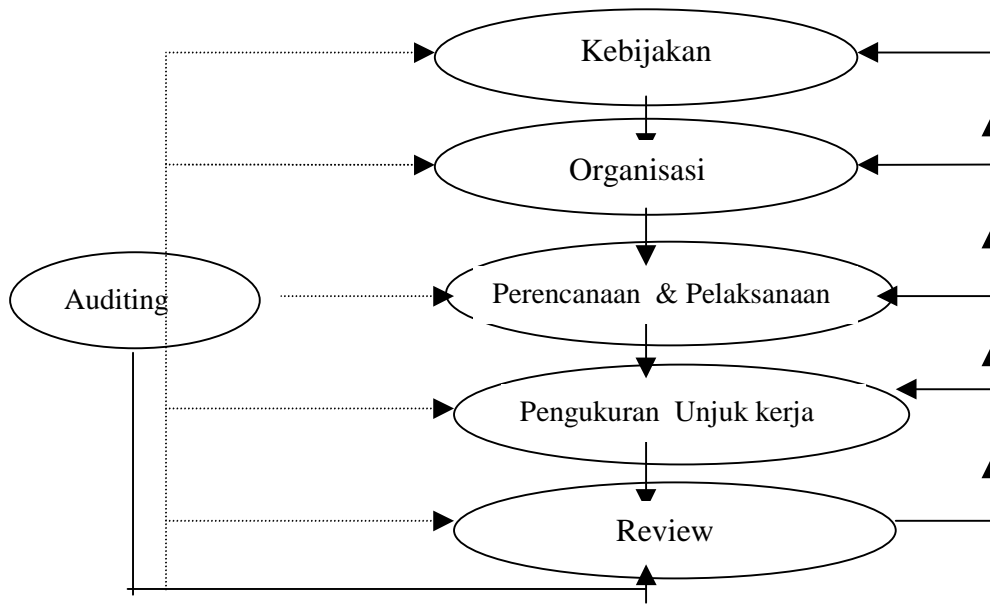 Kebijakan
Organisasi
Auditing
Perencanaan & Pelaksanaan
Pengukuran Unjuk kerja
Review